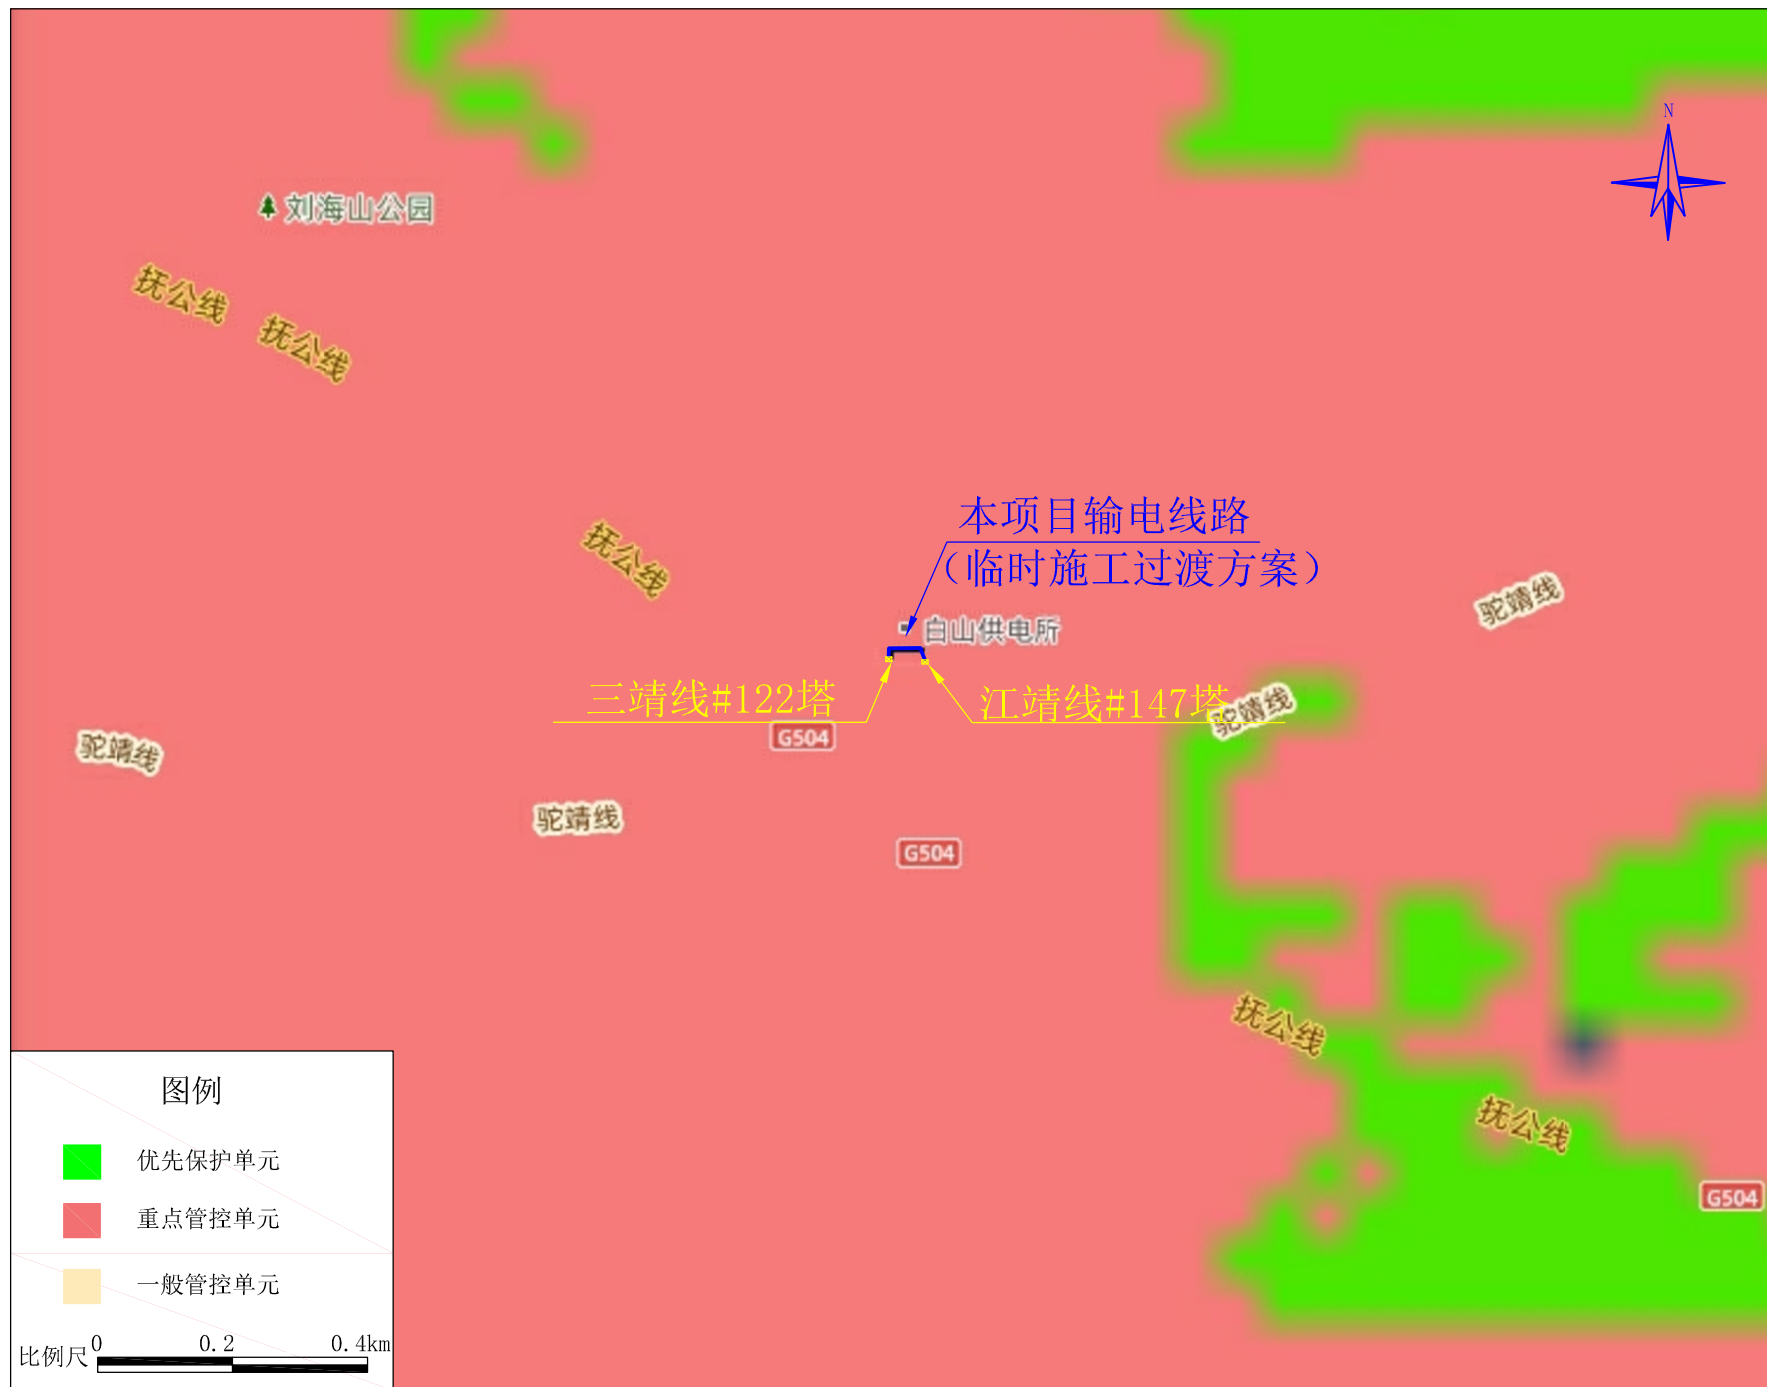 N
刘海山公园
抚公线
抚公线
本项目输电线路
(临时施工过渡方案)
抚公线
驼靖线
白山供电所
三靖线#122塔
江靖线#147塔
驼靖线
G504
驼靖线
驼靖线
G504
抚公线
抚公线
G504
图例
优先保护单元
重点管控单元
一般管控单元
比例尺 0 0.2 0.4km